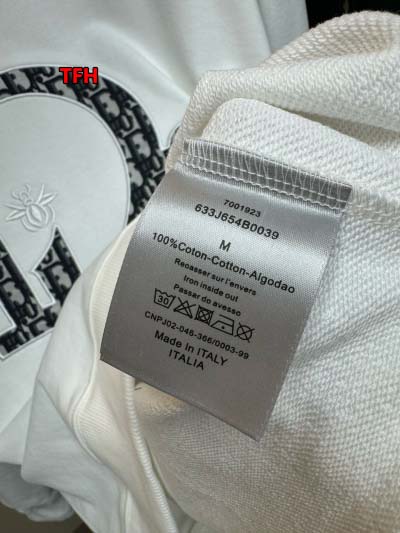 TFH
7001923
633J654B0039
M
100%Coton-Cotton-Algodao
Recasser sur l'envers
Iron inside out
Passar do avesso
30
CNPJ02-046-366/0003-99
Made in ITALY
ITALIA